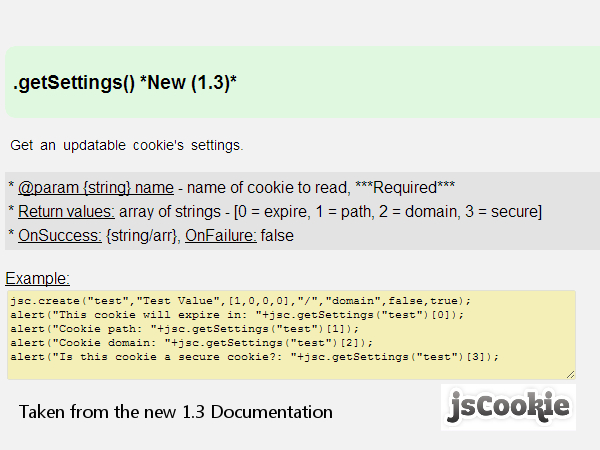 .getSettings() *New (1.3)*
Get an updatable cookie's settings.
* @param {string} name - name of cookie to read, ***Required***
* Return values: array of strings - [0 = expire, 1 = path, 2 = domain, 3 = secure]
* OnSuccess: {string/arr}, OnFailure: false
Example:
jsc.create("test","Test Value",[1,0,0,0],"/","domain",false,true);
alert("This cookie will expire in: "+jsc.getSettings("test")[0]);
alert("Cookie path: "+jsc.getSettings("test")[1]);
alert("Cookie domain: "+jsc.getSettings("test")[2]);
alert("Is this cookie a secure cookie?: "+jsc.getSettings("test")[3]);
jsCookie
Taken from the new 1.3 Documentation